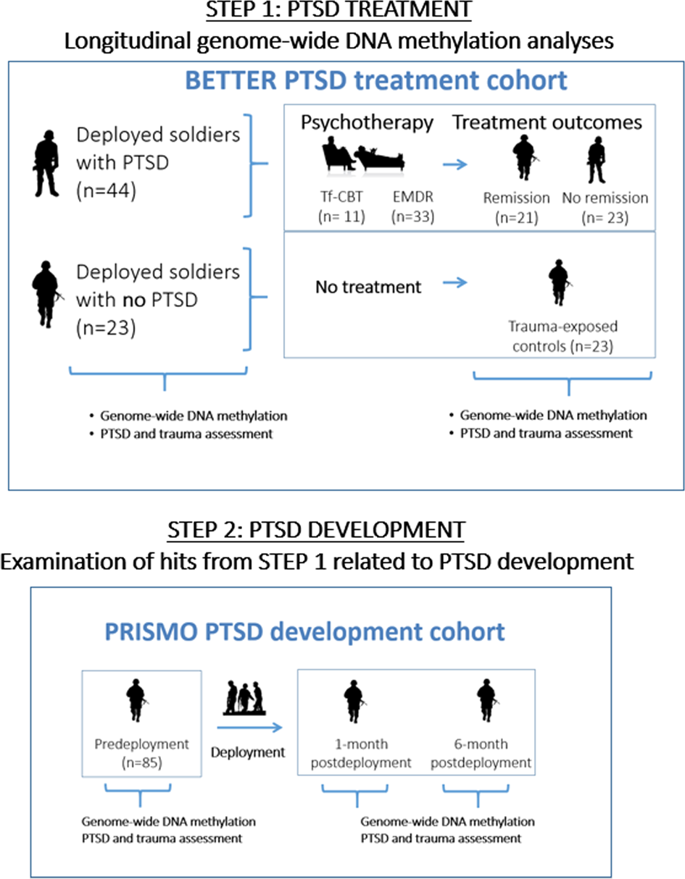 STEP 1: PTSD TREATMENT
Longitudinal genome-wide DNA methylation analyses
BETTER PTSD treatment cohort
Deployed soldiers
with PTSD
(n=44)
Psychotherapy
Treatment outcomes
Tf-CBT
(n= 11)
EMDR
(n=33)
Remission
(n=21)
No remission
(n= 23)
Deployed soldiers
with no PTSD
(n=23)
No treatment
Trauma-exposed
controls (n=23)
• Genome-wide DNA methylation
• PTSD and trauma assessment
• Genome-wide DNA methylation
• PTSD and trauma assessment
STEP 2: PTSD DEVELOPMENT
Examination of hits from STEP 1 related to PTSD development
PRISMO PTSD development cohort
Predeployment
(n=85)
Deployment
1-month
postdeployment
6-month
postdeployment
Genome-wide DNA methylation
PTSD and trauma assessment
Genome-wide DNA methylation
PTSD and trauma assessment